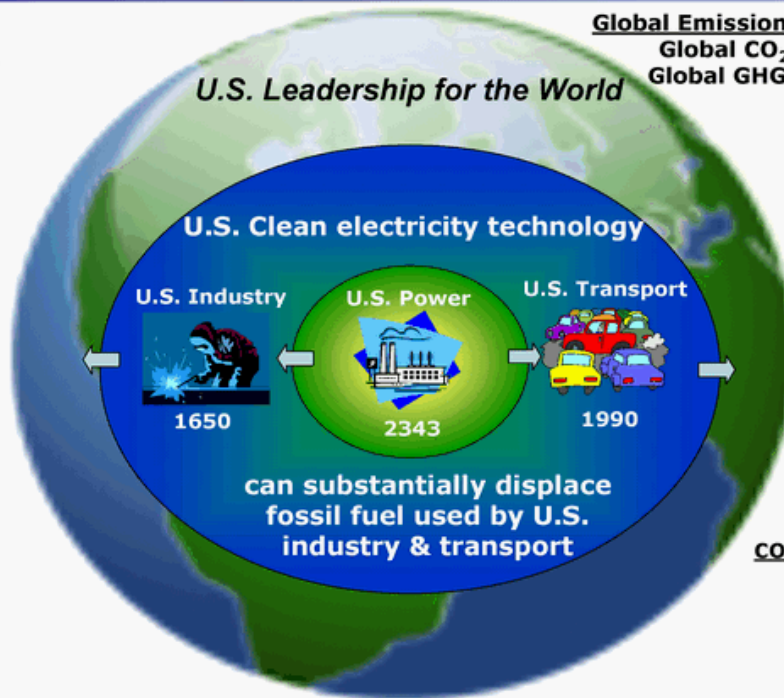 Global Emission
Global CO₂
Global GHG
U.S. Leadership for the World
U.S. Clean electricity technology
U.S. Industry
U.S. Power
U.S. Transport
1650
2343
1990
can substantially displace
fossil fuel used by U.S.
industry & transport
CO